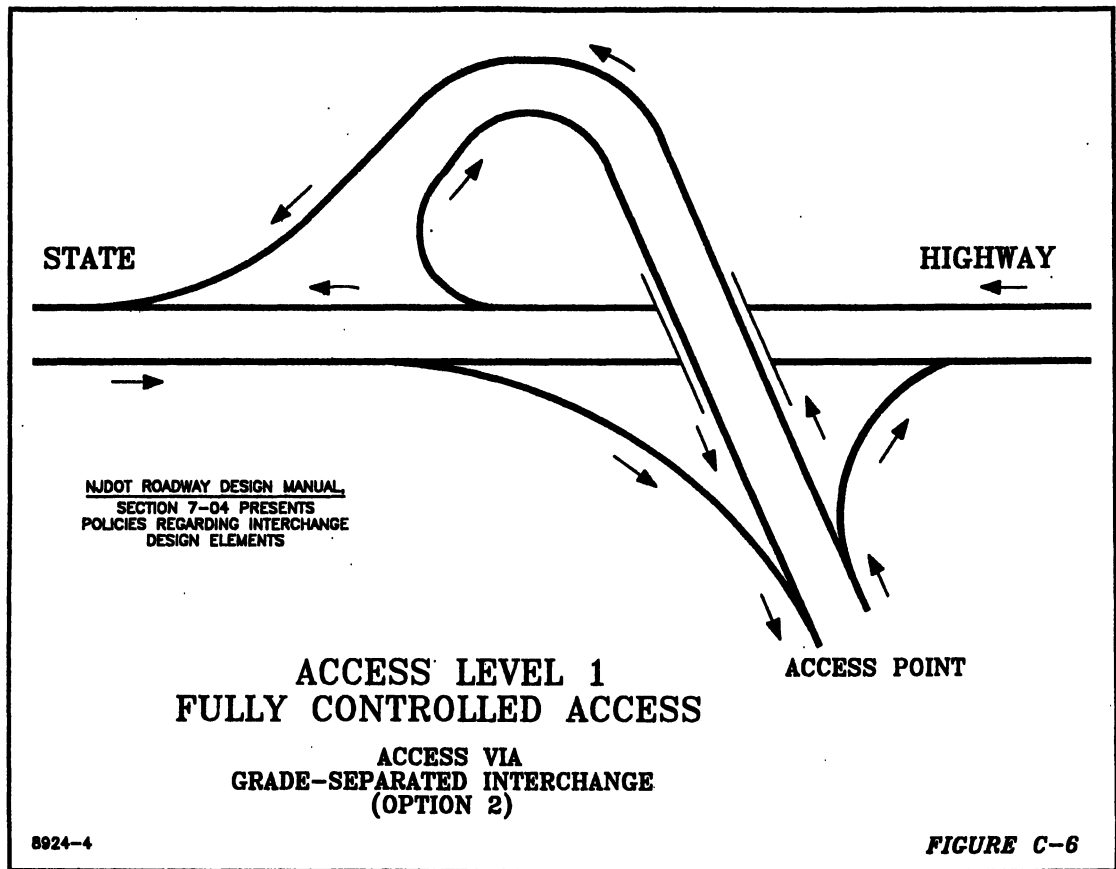 STATE
HIGHWAY
NJDOT ROADWAY DESIGN MANUAL,
SECTION 7-04 PRESENTS
POLICIES REGARDING INTERCHANGE
DESIGN ELEMENTS
ACCESS POINT
ACCESS LEVEL 1
FULLY CONTROLLED ACCESS
ACCESS VIA
GRADE-SEPARATED INTERCHANGE
(OPTION 2)
8924-4
FIGURE C-6